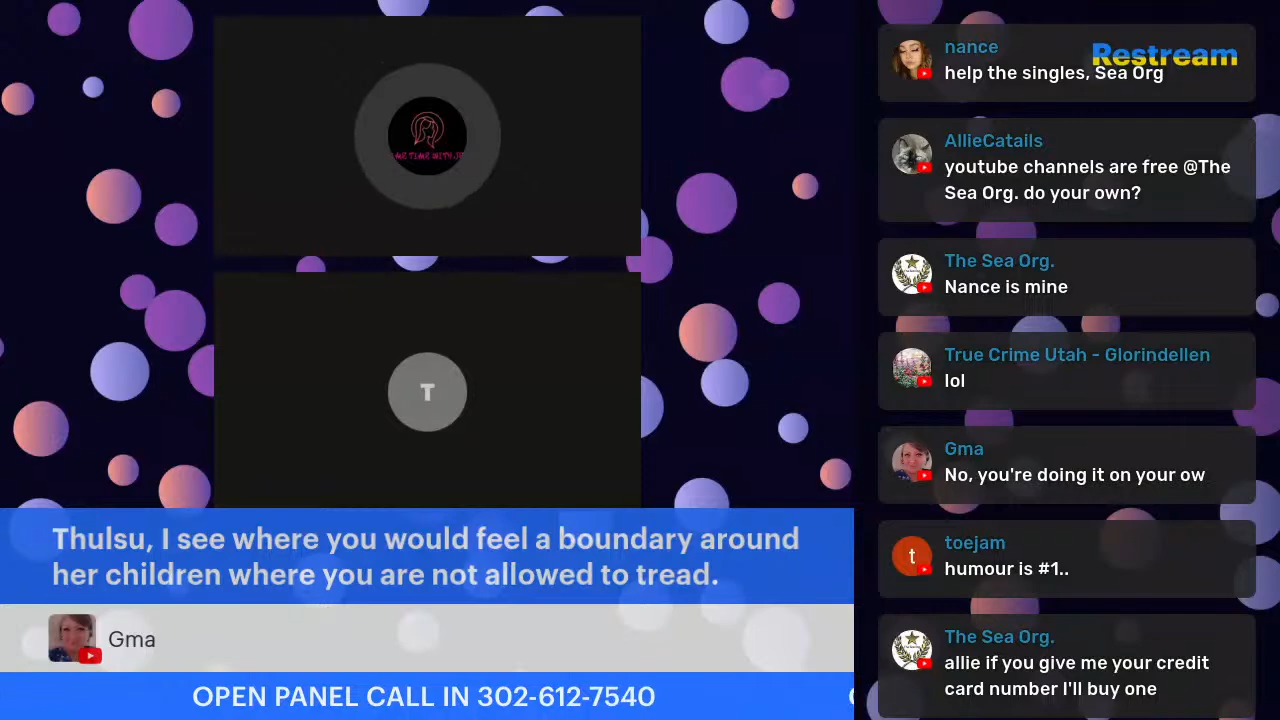 ME TIME WITH
T
Thulsu, I see where you would feel a boundary around
her children where you are not allowed to tread.
Gma
OPEN PANEL CALL IN 302-612-7540
Restream
nance
help the singles, Sea Org
AllieCatails
youtube channels are free @The
Sea Org. do your own?
The Sea Org.
Nance is mine
True Crime Utah - Glorindellen
lol
Gma
No, you're doing it on your ow
t
toejam
humour is #1..
The Sea Org.
allie if you give me your credit
card number I'll buy one